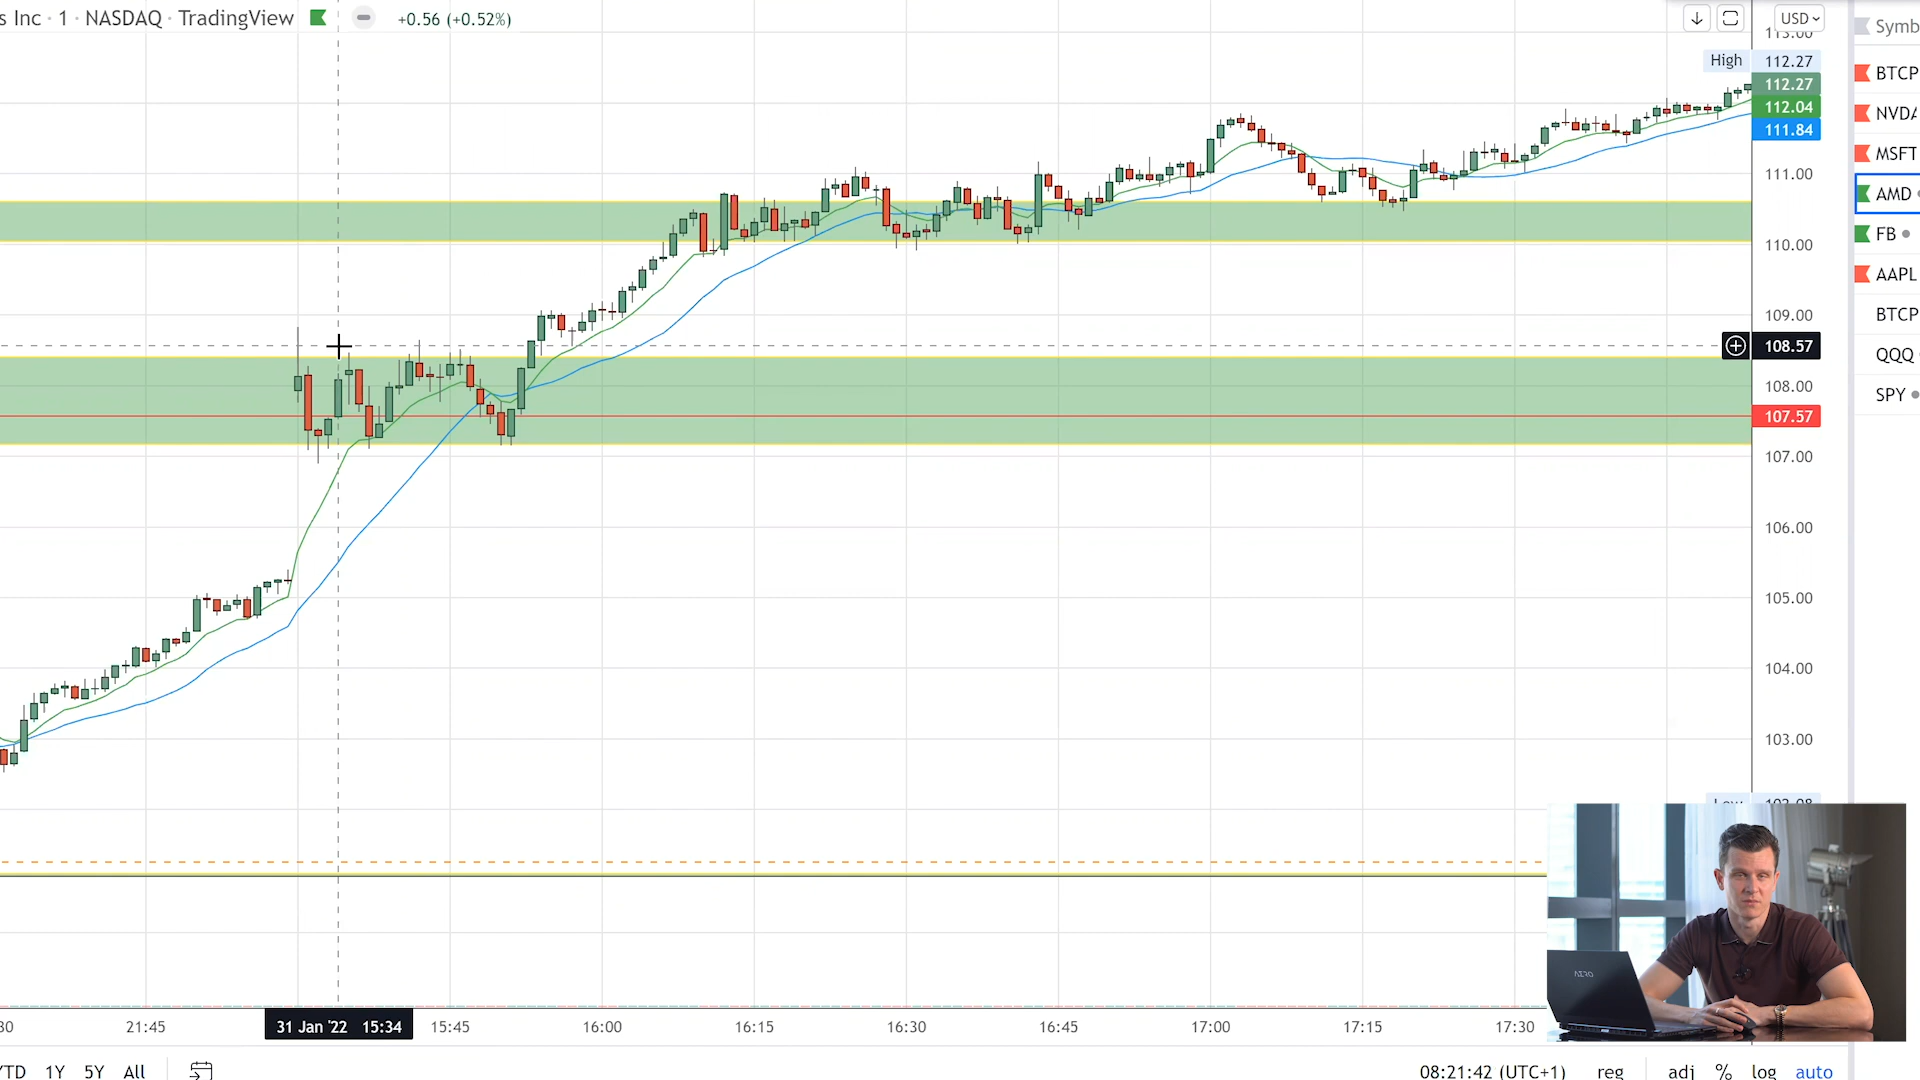 s Inc · 1 · NASDAQ · TradingView
+0.56 (+0.52%)
USD
113.00
High 112.27
112.27
112.04
111.84
111.00
110.00
109.00
108.57
108.00
107.57
107.00
106.00
105.00
104.00
103.00
Symb
BTCP
NVDA
MSFT
AMD
FB
AAPL
BTCP
QQQ
SPY
30
21:45
31 Jan '22 15:34
15:45
16:00
16:15
16:30
16:45
17:00
17:15
17:30
YTD 1Y 5Y All
08:21:42 (UTC+1) reg adj % log auto